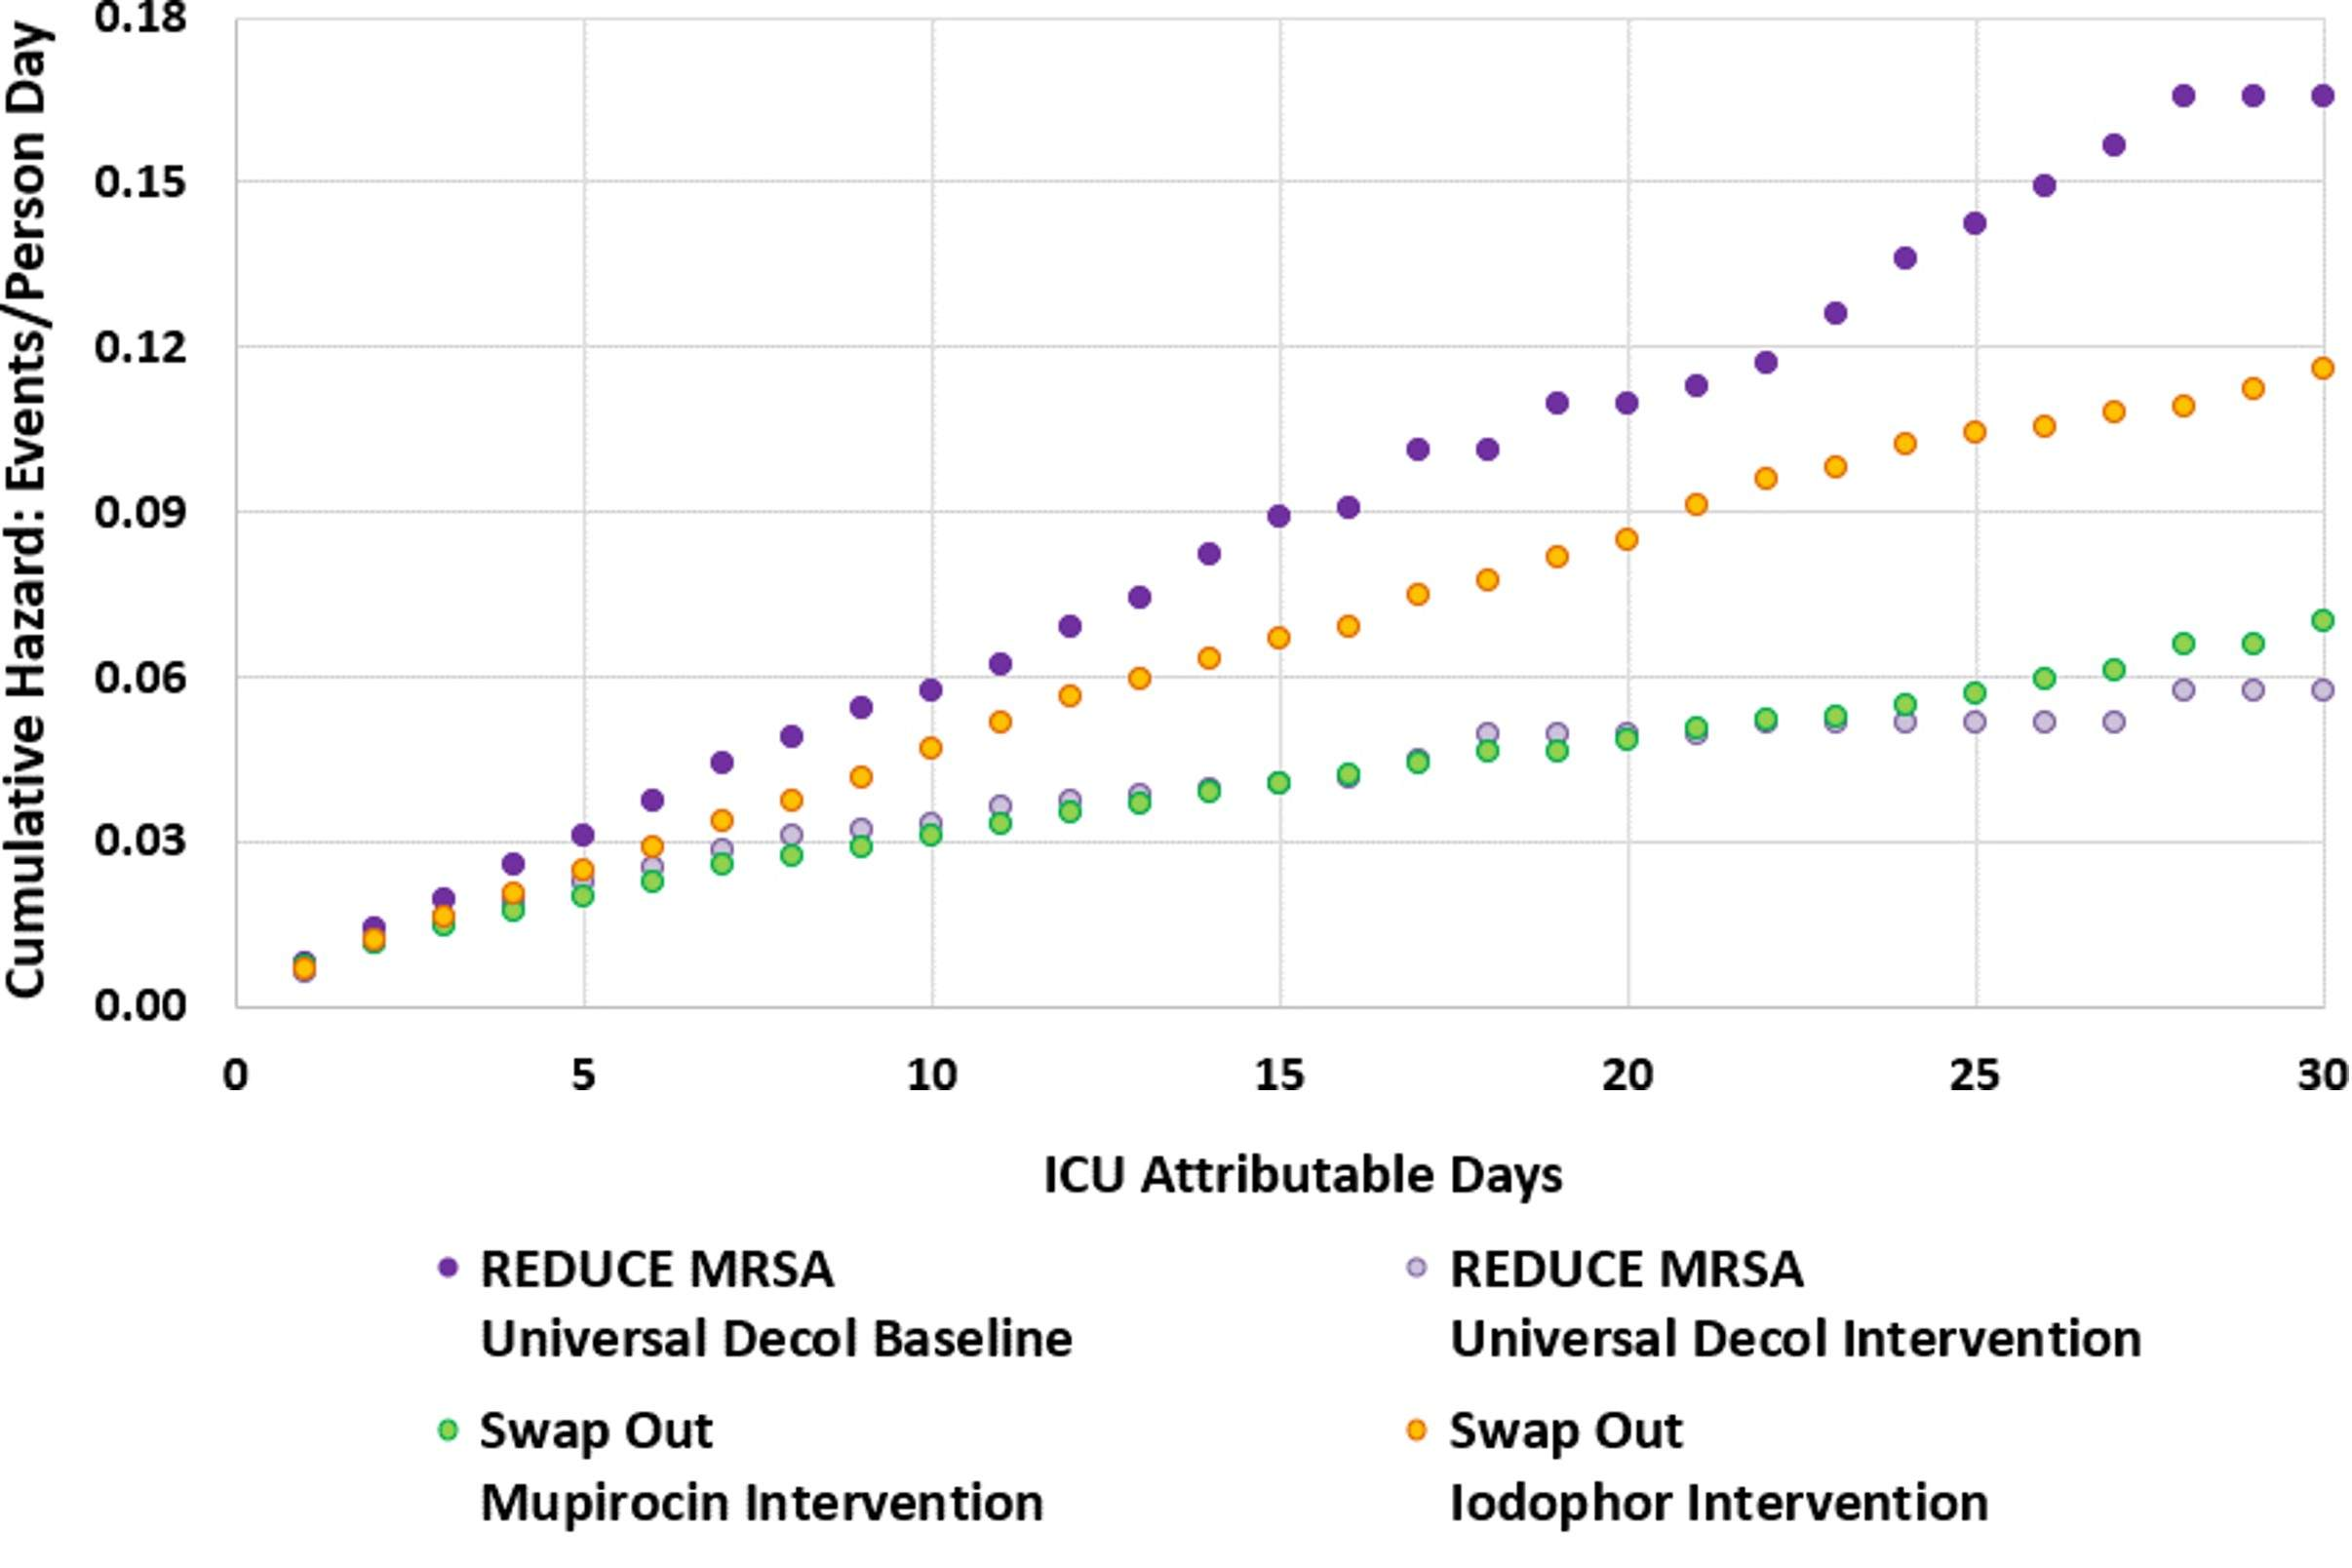 Cumulative Hazard: Events/Person Day
0.18
0.15
0.12
0.09
0.06
0.03
0.00
0 5 10 15 20 25 30
ICU Attributable Days
REDUCE MRSA
Universal Decol Baseline
REDUCE MRSA
Universal Decol Intervention
Swap Out
Mupirocin Intervention
Swap Out
Iodophor Intervention